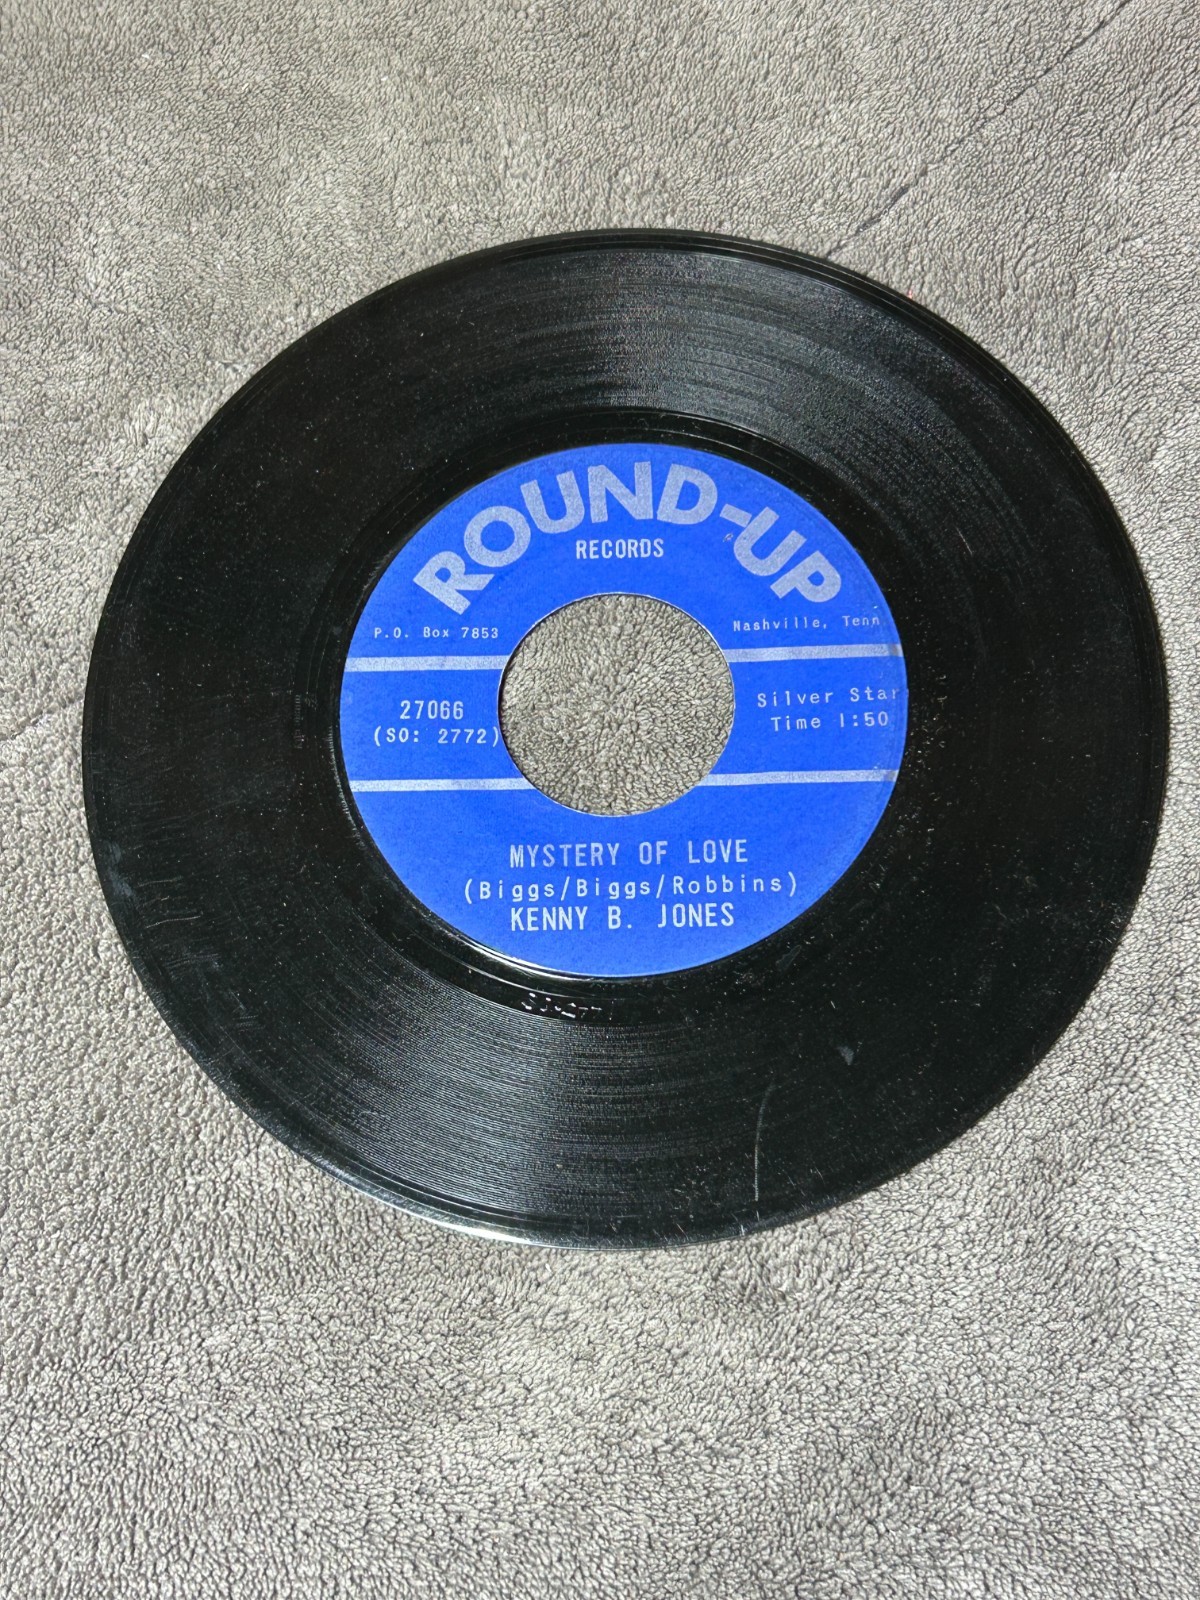 ROUND-UP
RECORDS
P.O. Box 7853
Nashville, Tenn
27066
(SO: 2772)
Silver Star
Time 1:50
MYSTERY OF LOVE
(Biggs/Biggs/Robbins)
KENNY B. JONES